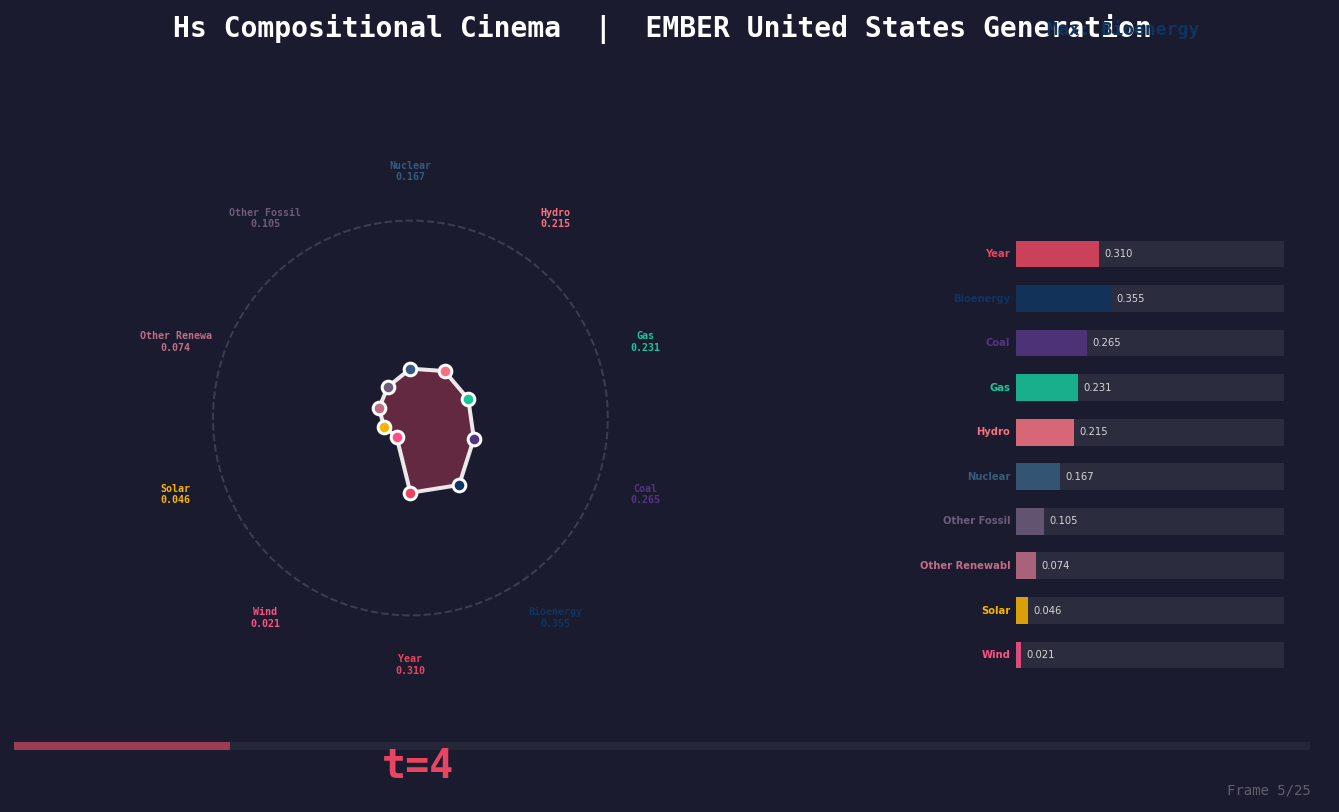 Hs Compositional Cinema | EMBER United States Generation
Bioenergy
Nuclear
0.167
Other Fossil
0.105
Hydro
0.215
Other Renewa
0.074
Gas
0.231
Solar
0.046
Coal
0.265
Wind
0.021
Bioenergy
0.355
Year
0.310
Year 0.310
Bioenergy 0.355
Coal 0.265
Gas 0.231
Hydro 0.215
Nuclear 0.167
Other Fossil 0.105
Other Renewabl 0.074
Solar 0.046
Wind 0.021
t=4
Frame 5/25